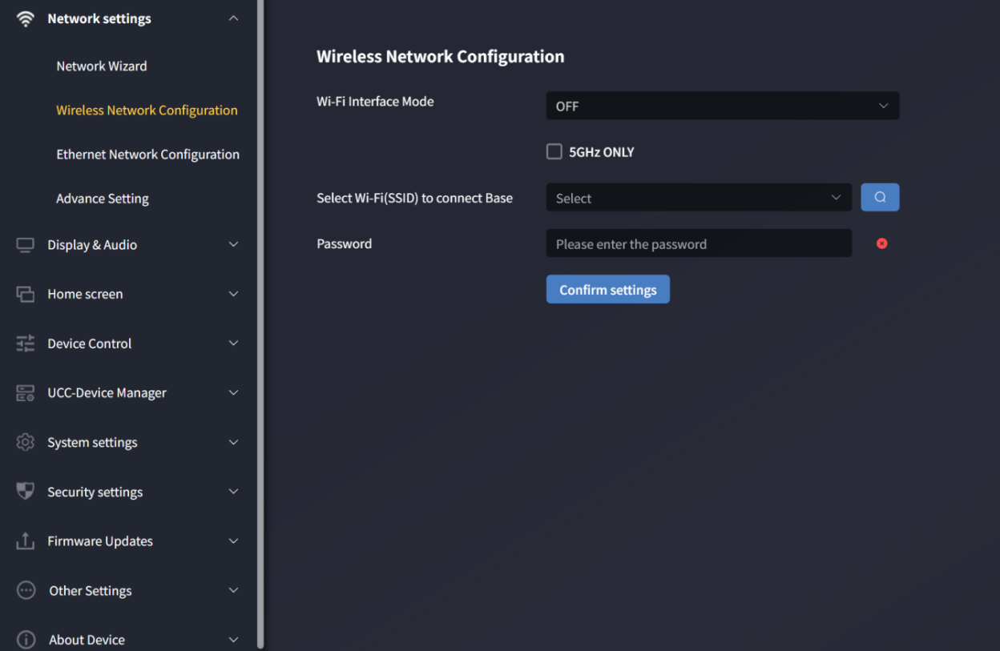 Network settings
Network Wizard
Wireless Network Configuration
Ethernet Network Configuration
Advance Setting
Display & Audio
Home screen
Device Control
UCC-Device Manager
System settings
Security settings
Firmware Updates
Other Settings
About Device
Wireless Network Configuration
Wi-Fi Interface Mode
OFF
5GHz ONLY
Select Wi-Fi(SSID) to connect Base
Select
Password
Please enter the password
Confirm settings